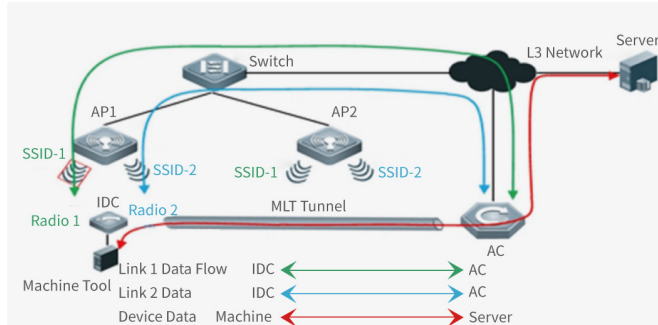 L3 Network
Server
Switch
AP1
AP2
SSID-1
SSID-2
SSID-1
SSID-2
IDC
Radio 1
Radio 2
MLT Tunnel
AC
Machine Tool
Link 1 Data Flow IDC AC
Link 2 Data IDC AC
Device Data Machine Server